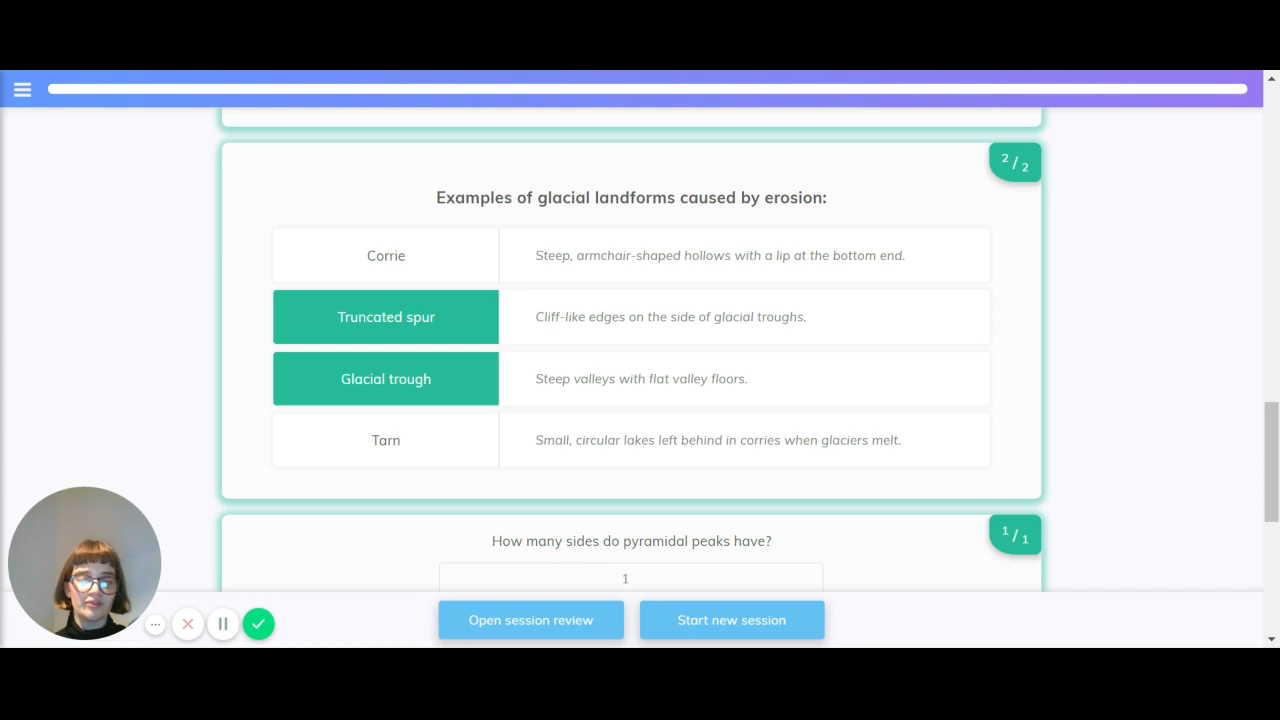 2/2
Examples of glacial landforms caused by erosion:
Corrie Steep, armchair-shaped hollows with a lip at the bottom end.
Truncated spur Cliff-like edges on the side of glacial troughs.
Glacial trough Steep valleys with flat valley floors.
Tarn Small, circular lakes left behind in corries when glaciers melt.
1/1
How many sides do pyramidal peaks have?
1
Open session review Start new session